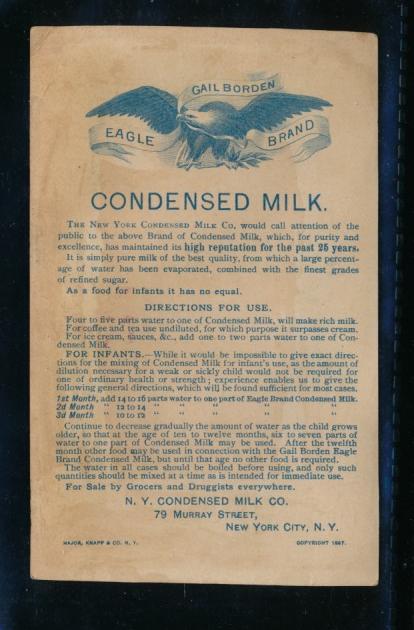 GAIL BORDEN
EAGLE BRAND
CONDENSED MILK.
THE NEW YORK CONDENSED MILK CO. would call attention of the
public to the above Brand of Condensed Milk, which, for purity and
excellence, has maintained its high reputation for the past 25 years.
It is simply pure milk of the best quality, from which a large percent-
age of water has been evaporated, combined with the finest grades
of refined sugar.
As a food for infants it has no equal.
DIRECTIONS FOR USE.
Four to five parts water to one of Condensed Milk, will make rich milk.
For coffee and tea use undiluted, for which purpose it surpasses cream.
For ice cream, sauces, &c., add one to two parts water to one of Con-
densed Milk.
FOR INFANTS.—While it would be impossible to give exact direc-
tions for the mixing of Condensed Milk for infant's use, as the amount of
dilution necessary for a weak or sickly child would not be required for
one of ordinary health or strength; experience enables us to give the
following general directions, which will be found sufficient for most cases.
1st Month, add 14 to 16 parts water to one part of Eagle Brand Condensed Milk.
2d Month " 12 to 14 " " " " "
3d Month " 10 to 12 " " " " "
Continue to decrease gradually the amount of water as the child grows
older, so that at the age of ten to twelve months, six to seven parts of
water to one part of Condensed Milk may be used. After the twelfth
month other food may be used in connection with the Gail Borden Eagle
Brand Condensed Milk, but until that age no other food is required.
The water in all cases should be boiled before using, and only such
quantities should be mixed at a time as is intended for immediate use.
For Sale by Grocers and Druggists everywhere.
N. Y. CONDENSED MILK CO.
79 MURRAY STREET,
NEW YORK CITY, N. Y.
MAJOR, KNAPP & CO. N. Y. COPYRIGHT 1887.